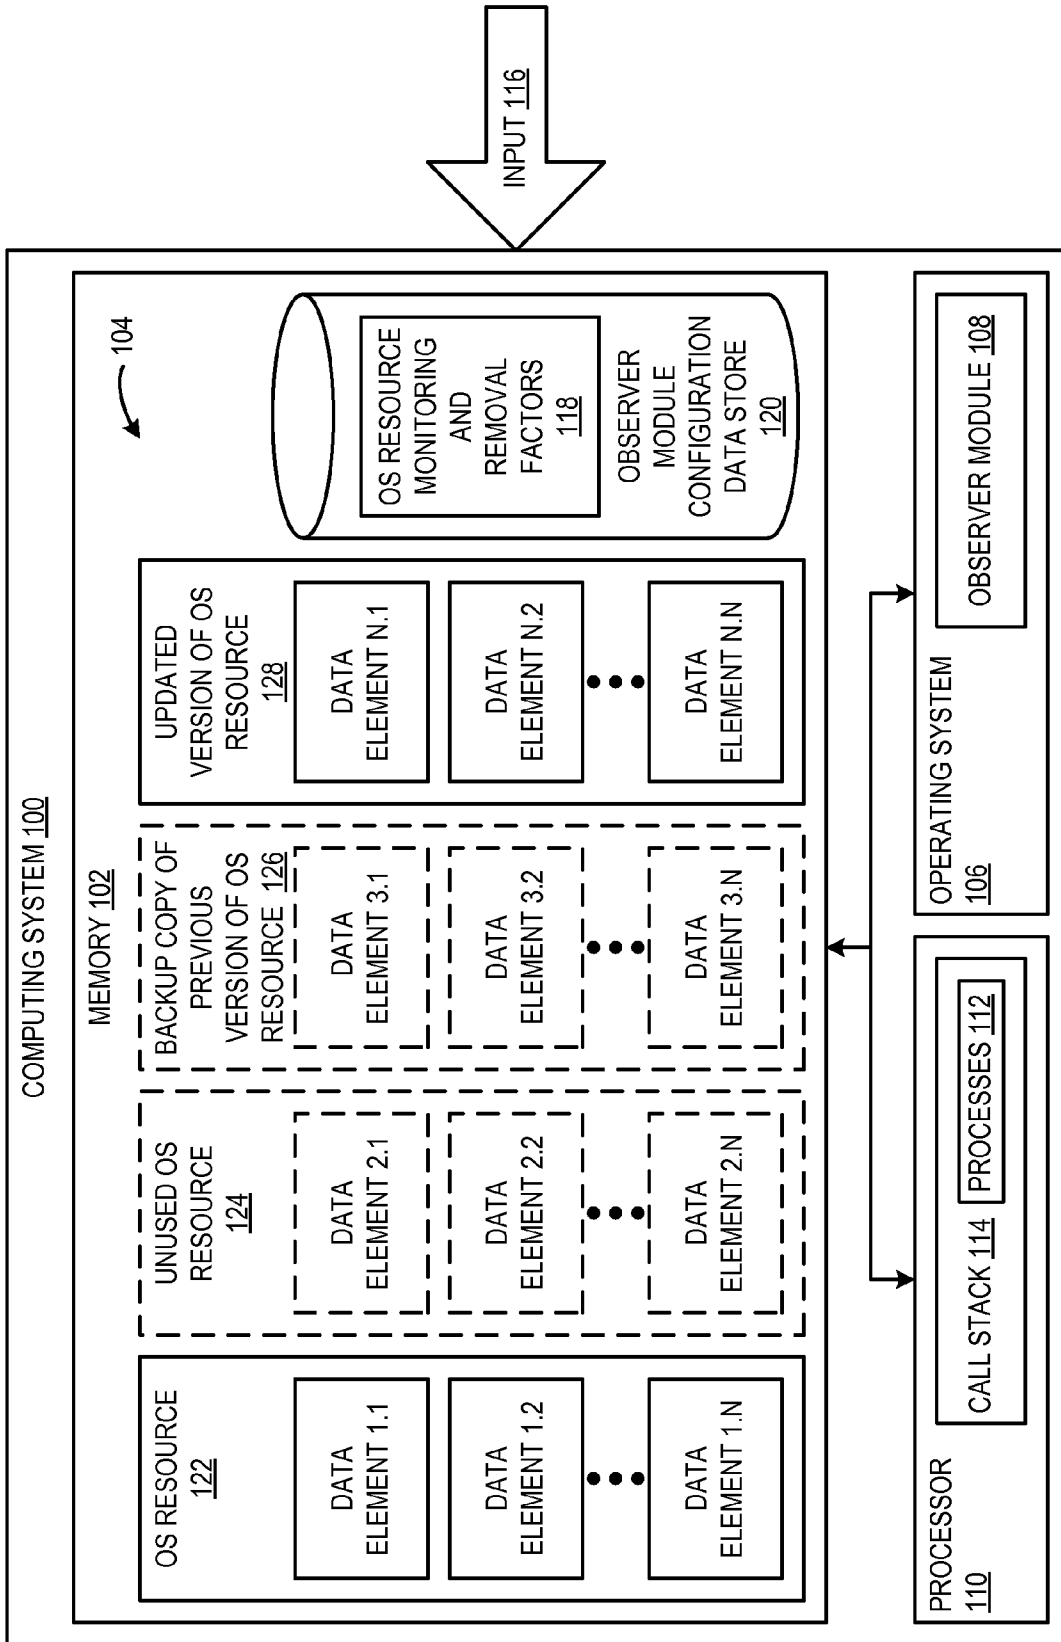 COMPUTING SYSTEM 100
MEMORY 102
104
OS RESOURCE
122
DATA
ELEMENT 1.1
DATA
ELEMENT 1.2
DATA
ELEMENT 1.N
UNUSED OS
RESOURCE
124
DATA
ELEMENT 2.1
DATA
ELEMENT 2.2
DATA
ELEMENT 2.N
BACKUP COPY OF
PREVIOUS
VERSION OF OS
RESOURCE 126
DATA
ELEMENT 3.1
DATA
ELEMENT 3.2
DATA
ELEMENT 3.N
UPDATED
VERSION OF OS
RESOURCE
128
DATA
ELEMENT N.1
DATA
ELEMENT N.2
DATA
ELEMENT N.N
OS RESOURCE
MONITORING
AND
REMOVAL
FACTORS
118
OBSERVER
MODULE
CONFIGURATION
DATA STORE
120
INPUT 116
PROCESSOR
110
CALL STACK 114
PROCESSES 112
OPERATING SYSTEM
106
OBSERVER MODULE 108